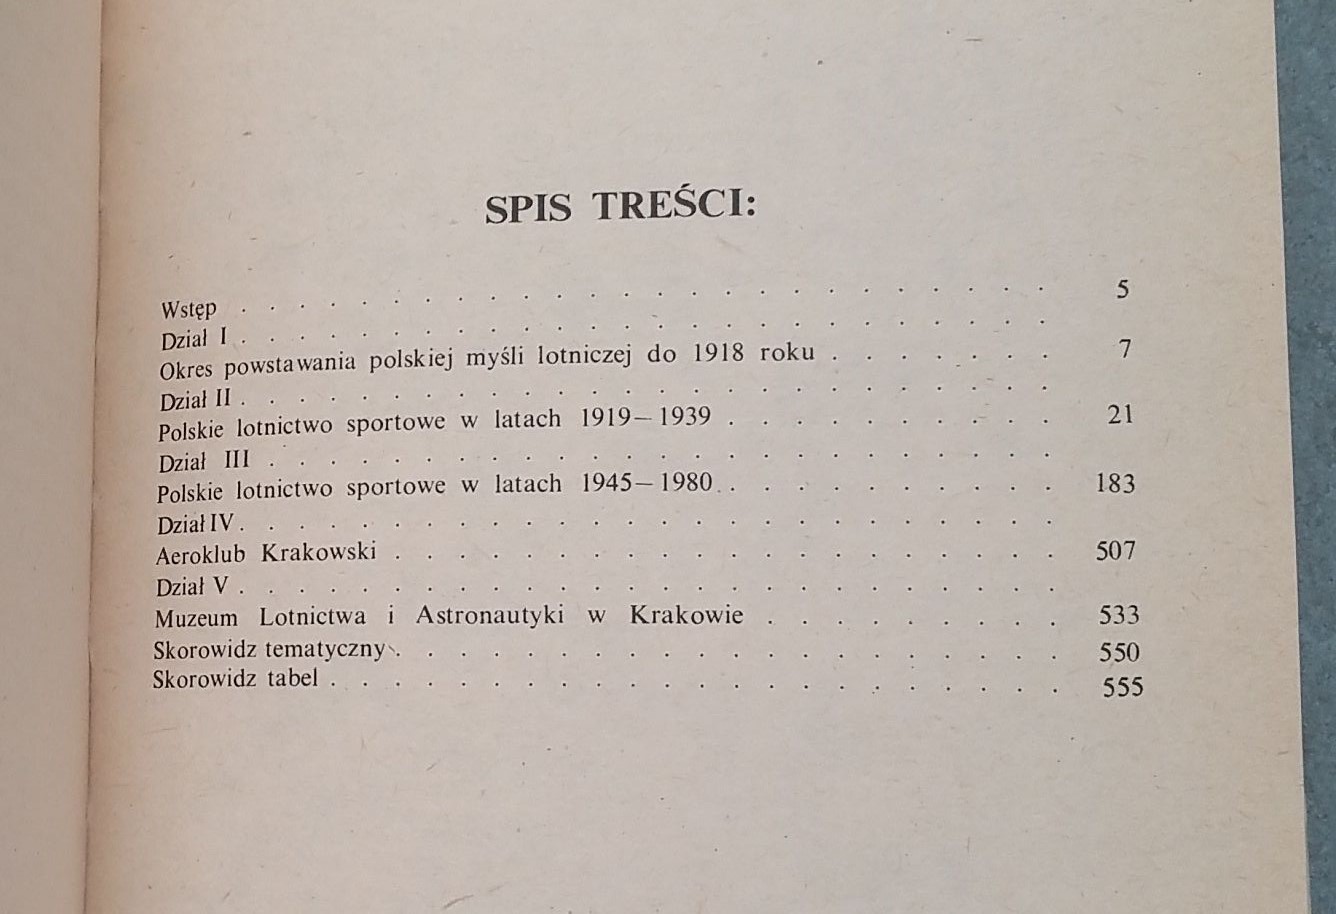 SPIS TREŚCI:
Wstęp . . . . . . . . . . . . . . . . . . . . . . . . . 5
Dział I . . . . . . . . . . . . . . . . . . . . . . . . .
Okres powstawania polskiej myśli lotniczej do 1918 roku . . . . . . . 7
Dział II . . . . . . . . . . . . . . . . . . . . . . . . .
Polskie lotnictwo sportowe w latach 1919—1939 . . . . . . . . . . 21
Dział III . . . . . . . . . . . . . . . . . . . . . . . .
Polskie lotnictwo sportowe w latach 1945—1980 . . . . . . . . . . 183
Dział IV . . . . . . . . . . . . . . . . . . . . . . . . .
Aeroklub Krakowski . . . . . . . . . . . . . . . . . . . . 507
Dział V . . . . . . . . . . . . . . . . . . . . . . . . .
Muzeum Lotnictwa i Astronautyki w Krakowie . . . . . . . . . 533
Skorowidz tematyczny . . . . . . . . . . . . . . . . . . . . 550
Skorowidz tabel . . . . . . . . . . . . . . . . . . . . . . 555